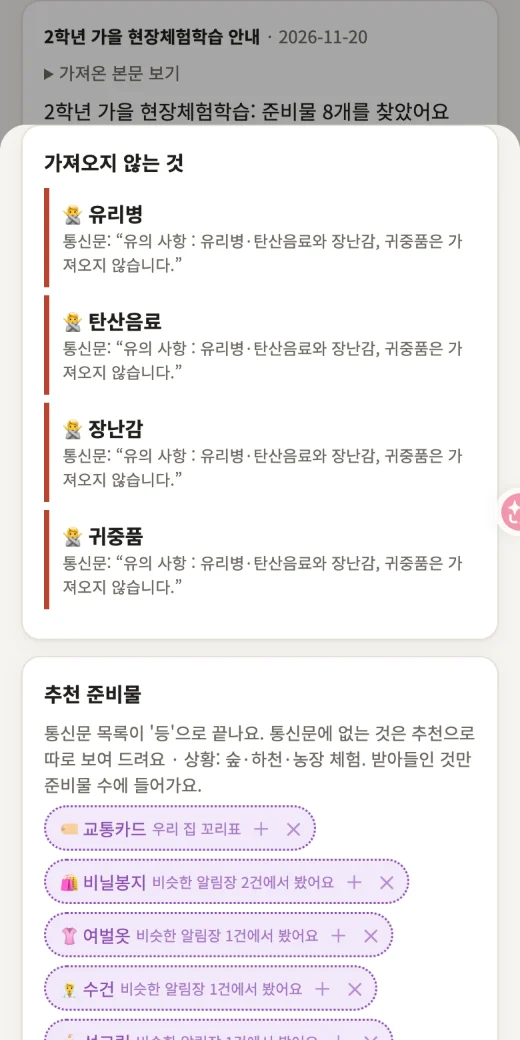 2학년 가을 현장체험학습 안내 · 2026-11-20
▶ 가져온 본문 보기
2학년 가을 현장체험학습: 준비물 8개를 찾았어요
가져오지 않는 것
유리병
통신문: “유의 사항 : 유리병·탄산음료와 장난감, 귀중품은 가
져오지 않습니다.”
탄산음료
통신문: “유의 사항 : 유리병·탄산음료와 장난감, 귀중품은 가
져오지 않습니다.”
장난감
통신문: “유의 사항 : 유리병·탄산음료와 장난감, 귀중품은 가
져오지 않습니다.”
귀중품
통신문: “유의 사항 : 유리병·탄산음료와 장난감, 귀중품은 가
져오지 않습니다.”
추천 준비물
통신문 목록이 '등'으로 끝나요. 통신문에 없는 것은 추천으로
따로 보여 드려요 · 상황: 숲·하천·농장 체험. 받아들인 것만
준비물 수에 들어가요.
교통카드 우리 집 꼬리표 + ×
비닐봉지 비슷한 알림장 2건에서 봤어요 + ×
여벌옷 비슷한 알림장 1건에서 봤어요 + ×
수건 비슷한 알림장 1건에서 봤어요 + ×